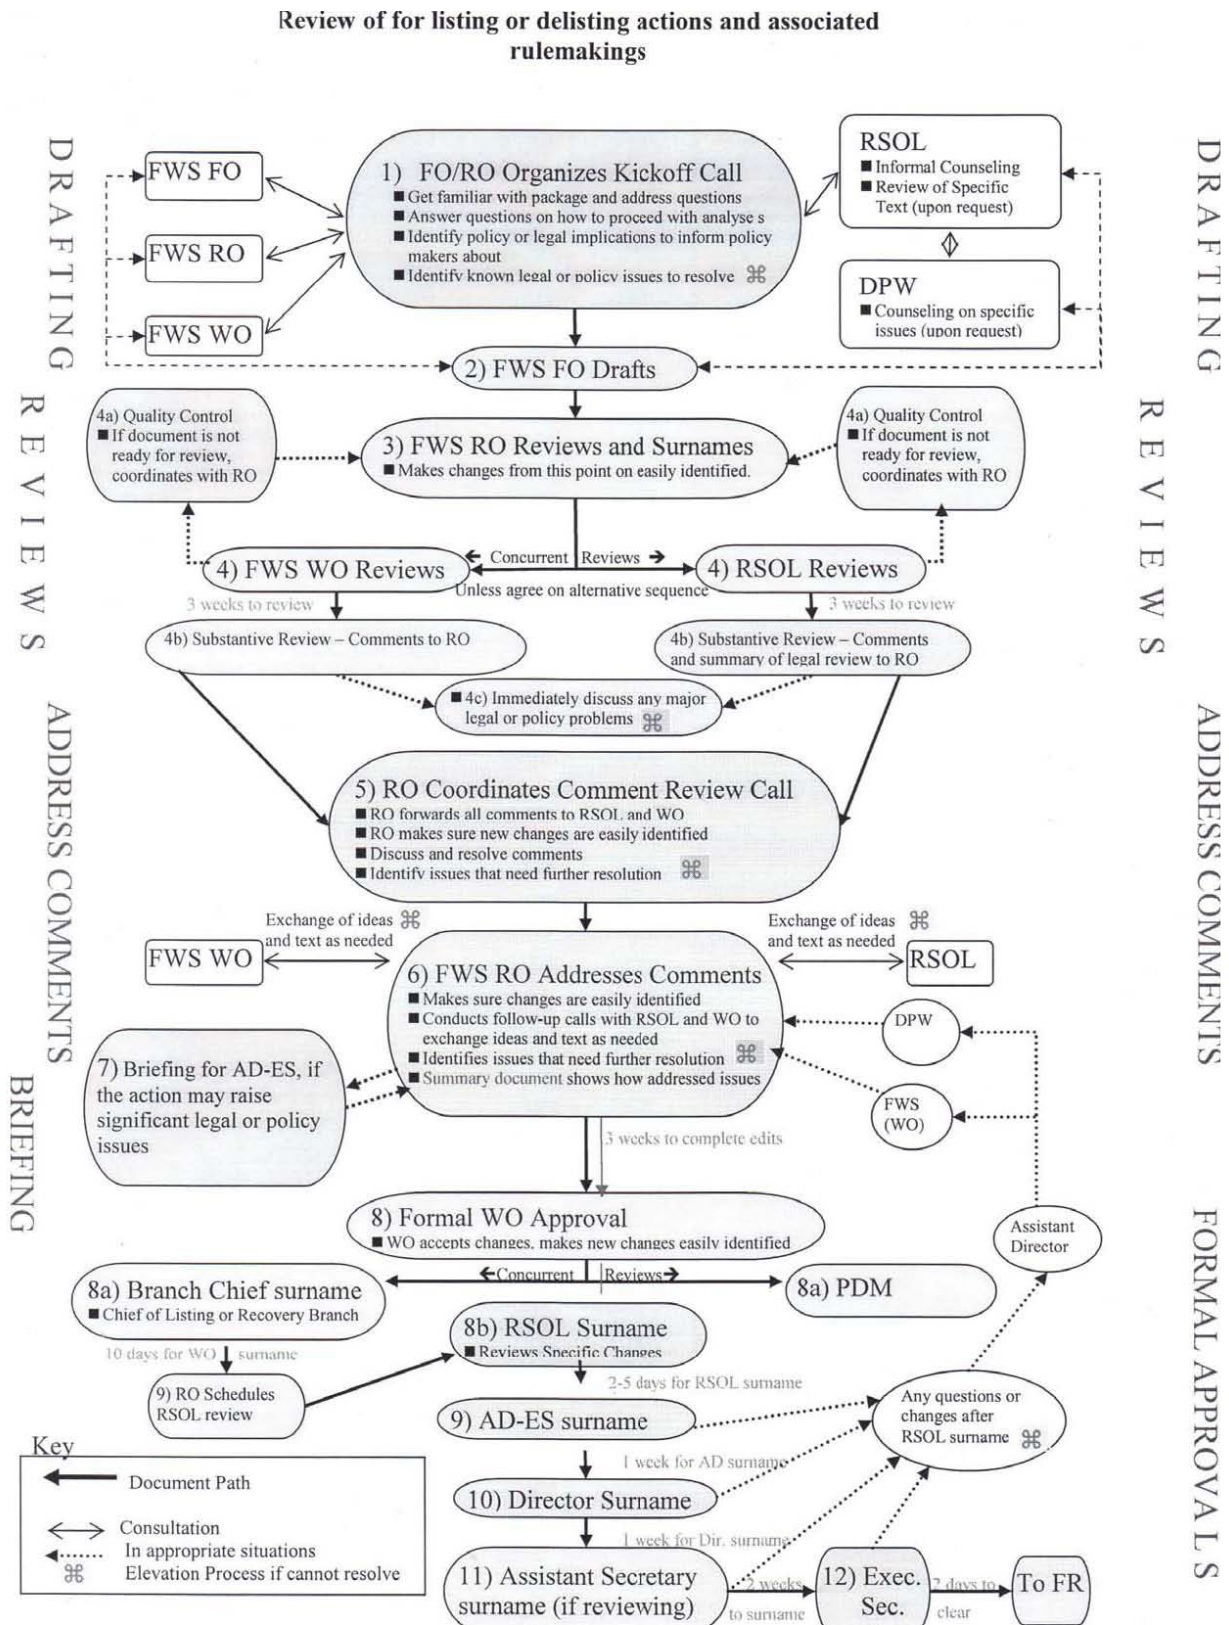 Review of for listing or delisting actions and associated
rulemakings
DRAFTING
DRAFTING
FWS FO
FWS RO
FWS WO
1) FO/RO Organizes Kickoff Call
■ Get familiar with package and address questions
■ Answer questions on how to proceed with analyse s
■ Identify policy or legal implications to inform policy
makers about
■ Identify known legal or policy issues to resolve ⌘
RSOL
■ Informal Counseling
■ Review of Specific
Text (upon request)
DPW
■ Counseling on specific
issues (upon request)
2) FWS FO Drafts
REVIEWS
REVIEWS
4a) Quality Control
■ If document is not
ready for review,
coordinates with RO
3) FWS RO Reviews and Surnames
■ Makes changes from this point on easily identified.
4a) Quality Control
■ If document is not
ready for review,
coordinates with RO
4) FWS WO Reviews
← Concurrent Reviews →
Unless agree on alternative sequence
4) RSOL Reviews
3 weeks to review
3 weeks to review
4b) Substantive Review – Comments to RO
4b) Substantive Review – Comments
and summary of legal review to RO
■ 4c) Immediately discuss any major
legal or policy problems ⌘
ADDRESS COMMENTS
ADDRESS COMMENTS
5) RO Coordinates Comment Review Call
■ RO forwards all comments to RSOL and WO
■ RO makes sure new changes are easily identified
■ Discuss and resolve comments
■ Identify issues that need further resolution ⌘
Exchange of ideas ⌘
and text as needed
Exchange of ideas ⌘
and text as needed
FWS WO
RSOL
6) FWS RO Addresses Comments
■ Makes sure changes are easily identified
■ Conducts follow-up calls with RSOL and WO to
exchange ideas and text as needed
■ Identifies issues that need further resolution ⌘
■ Summary document shows how addressed issues
DPW
FWS
(WO)
BRIEFING
7) Briefing for AD-ES, if
the action may raise
significant legal or policy
issues
3 weeks to complete edits
FORMAL APPROVALS
8) Formal WO Approval
■ WO accepts changes, makes new changes easily identified
Assistant
Director
←Concurrent Reviews→
8a) Branch Chief surname
■ Chief of Listing or Recovery Branch
8a) PDM
8b) RSOL Surname
■ Reviews Specific Changes
10 days for WO surname
9) RO Schedules
RSOL review
2-5 days for RSOL surname
9) AD-ES surname
Any questions or
changes after
RSOL surname ⌘
1 week for AD surname
10) Director Surname
1 week for Dir. surname
11) Assistant Secretary
surname (if reviewing)
2 weeks
to surname
12) Exec.
Sec.
2 days to
clear
To FR
Key
Document Path
Consultation
In appropriate situations
⌘ Elevation Process if cannot resolve